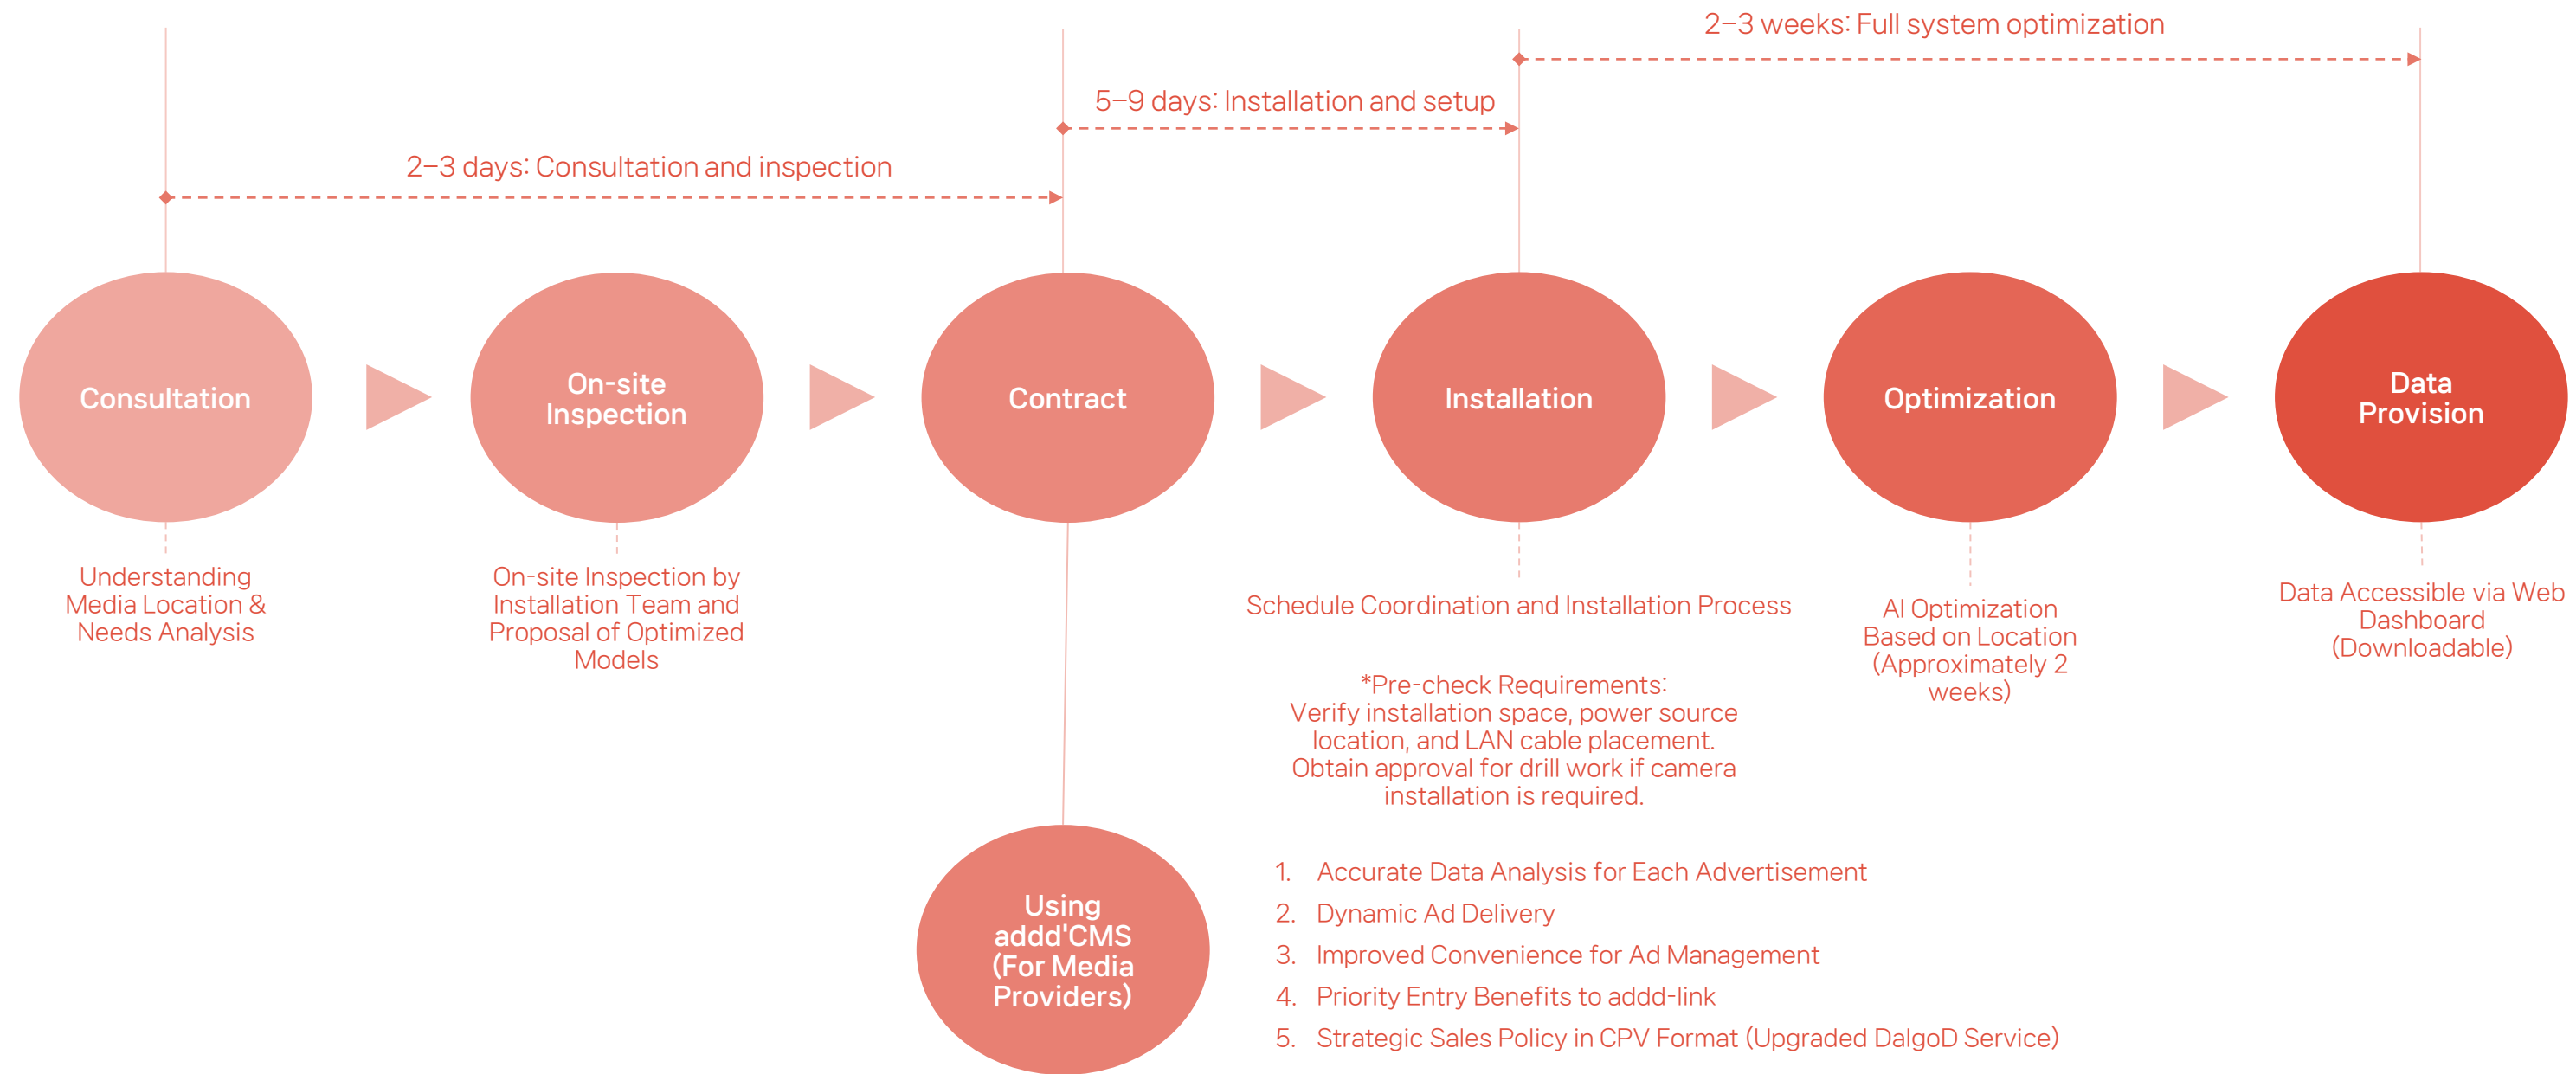 2–3 weeks: Full system optimization
5–9 days: Installation and setup
2–3 days: Consultation and inspection
Consultation
On-site
Inspection
Contract
Installation
Optimization
Data
Provision
Understanding
Media Location &
Needs Analysis
On-site Inspection by
Installation Team and
Proposal of Optimized
Models
Schedule Coordination and Installation Process
*Pre-check Requirements:
Verify installation space, power source
location, and LAN cable placement.
Obtain approval for drill work if camera
installation is required.
AI Optimization
Based on Location
(Approximately 2
weeks)
Data Accessible via Web
Dashboard
(Downloadable)
Using
addd'CMS
(For Media
Providers)
1. Accurate Data Analysis for Each Advertisement
2. Dynamic Ad Delivery
3. Improved Convenience for Ad Management
4. Priority Entry Benefits to addd-link
5. Strategic Sales Policy in CPV Format (Upgraded DalgoD Service)